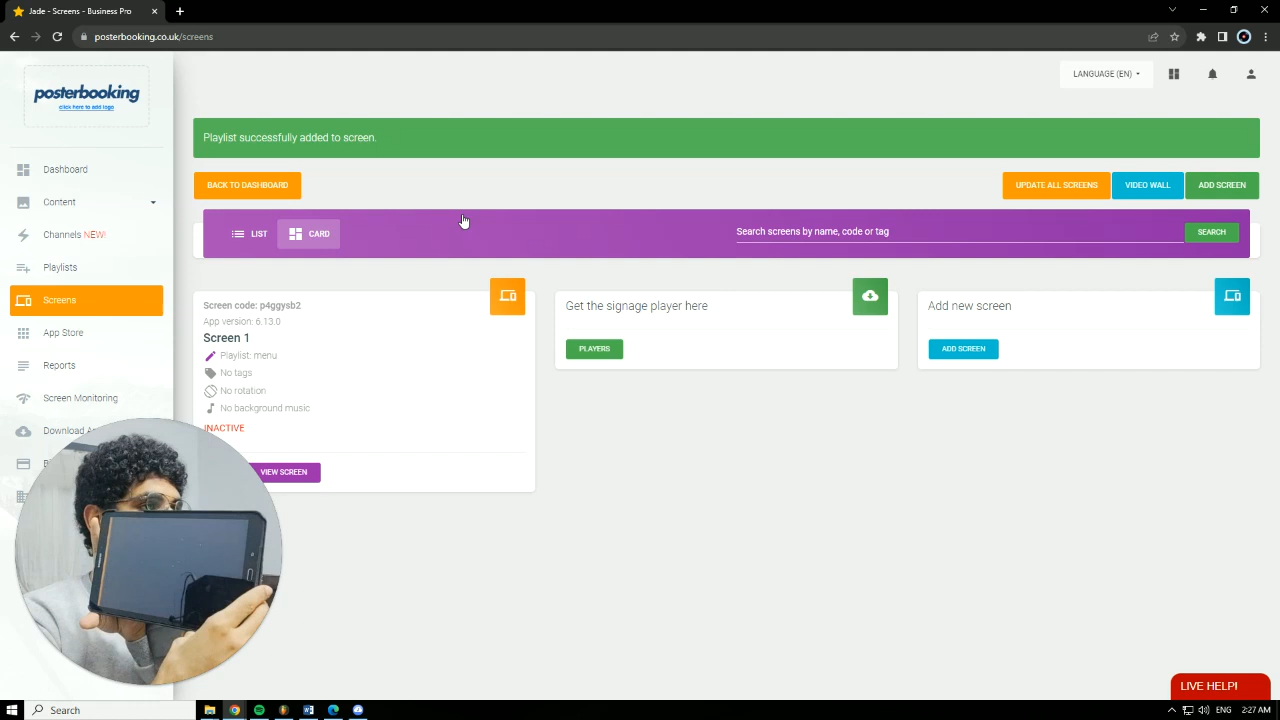 Jade - Screens - Business Pro
posterbooking.co.uk/screens
posterbooking
click here to add logo
LANGUAGE (EN)
Dashboard
Content
Channels NEW!
Playlists
Screens
App Store
Reports
Screen Monitoring
Download
Playlist successfully added to screen.
BACK TO DASHBOARD
UPDATE ALL SCREENS
VIDEO WALL
ADD SCREEN
LIST
CARD
Search screens by name, code or tag
SEARCH
Screen code: p4ggysb2
App version: 6.13.0
Screen 1
Playlist: menu
No tags
No rotation
No background music
INACTIVE
VIEW SCREEN
Get the signage player here
PLAYERS
Add new screen
ADD SCREEN
LIVE HELP!
Search
ENG
2:27 AM